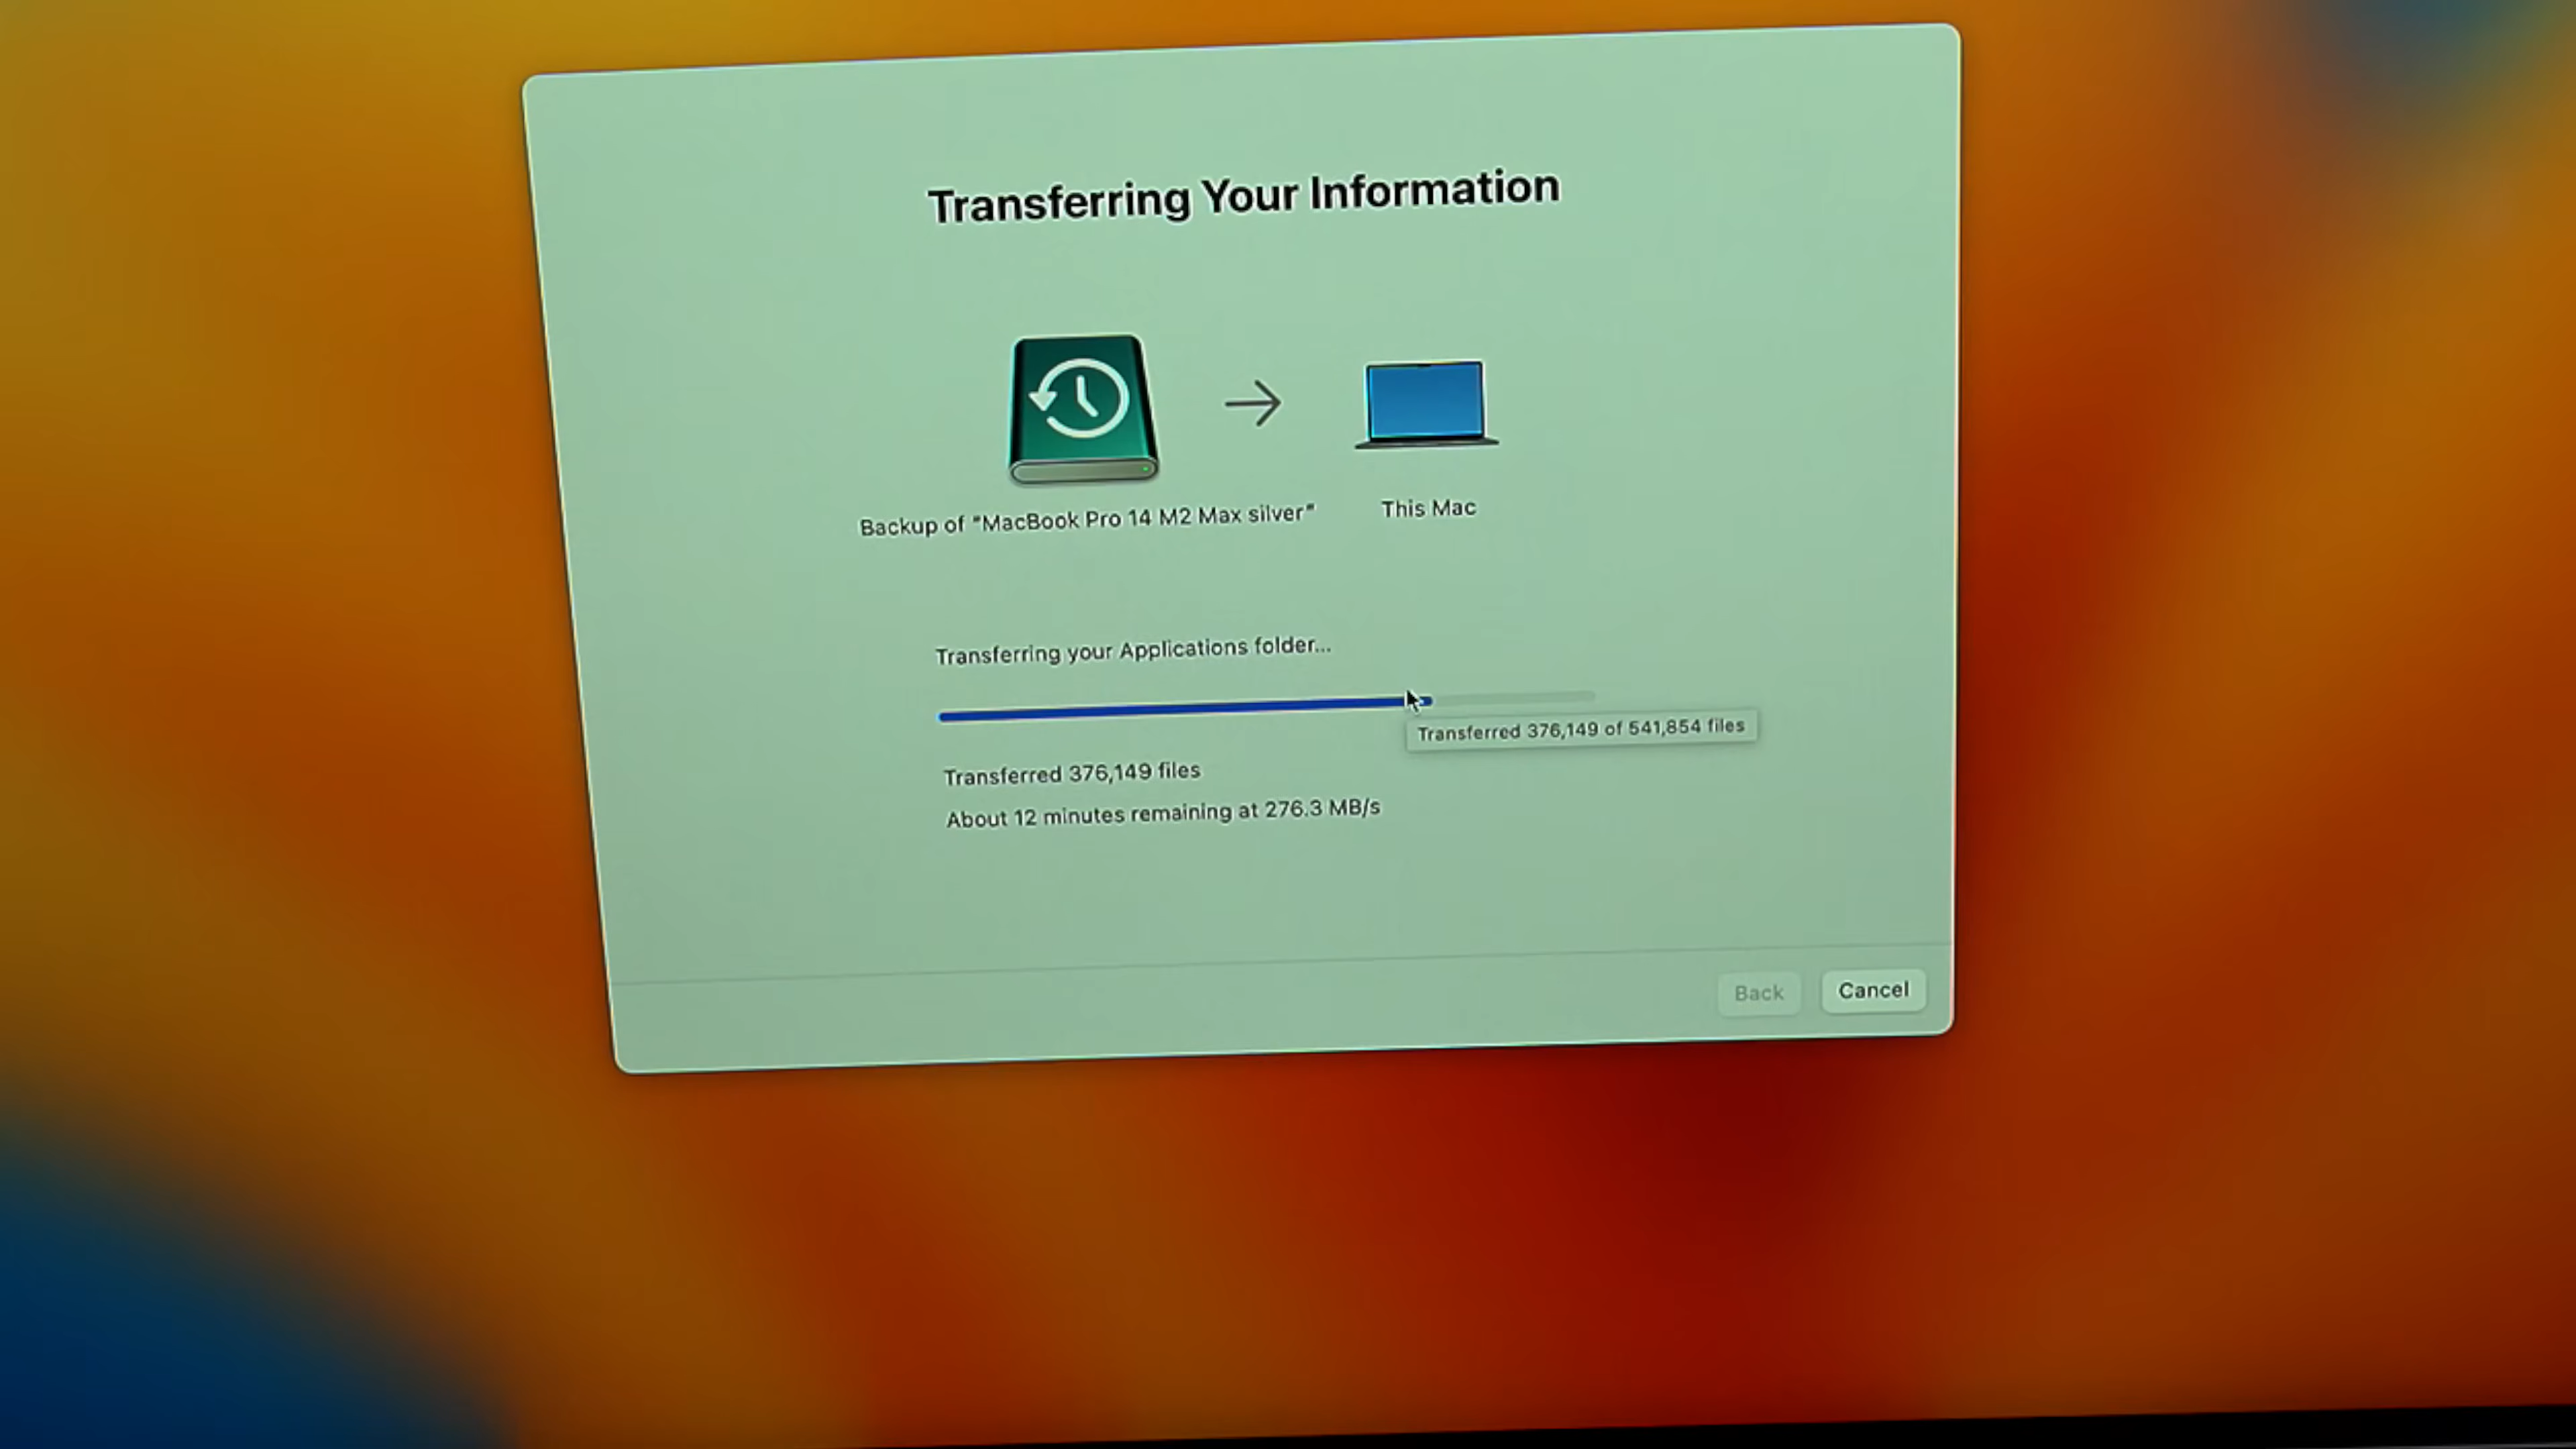 Transferring Your Information
Backup of "MacBook Pro 14 M2 Max silver"
This Mac
Transferring your Applications folder...
Transferred 376,149 of 541,854 files
Transferred 376,149 files
About 12 minutes remaining at 276.3 MB/s
Back
Cancel